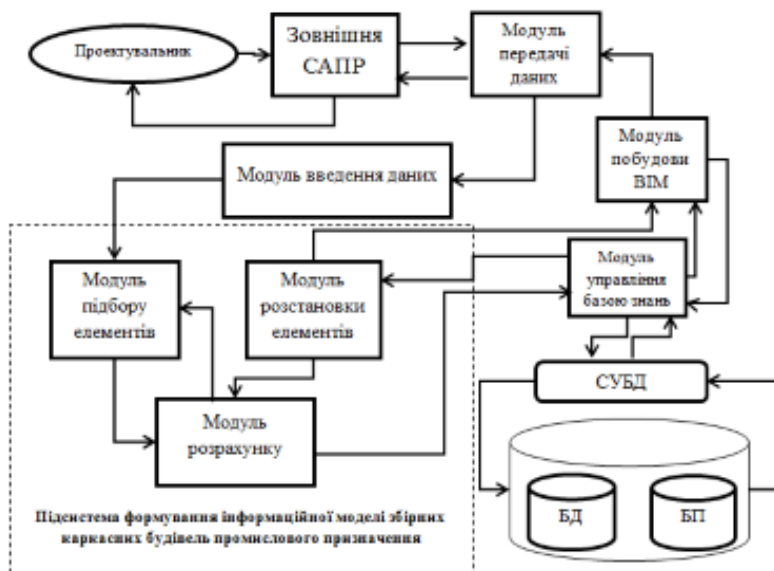 Проектувальник
Зовнішня
САПР
Модуль
передачі
даних
Модуль
побудови
BIM
Модуль введення даних
Модуль
підбору
елементів
Модуль
розстановки
елементів
Модуль
управління
базою знань
СУБД
Модуль
розрахунку
БД
БП
Підсистема формування інформаційної моделі збірних
каркасних будівель промислового призначення